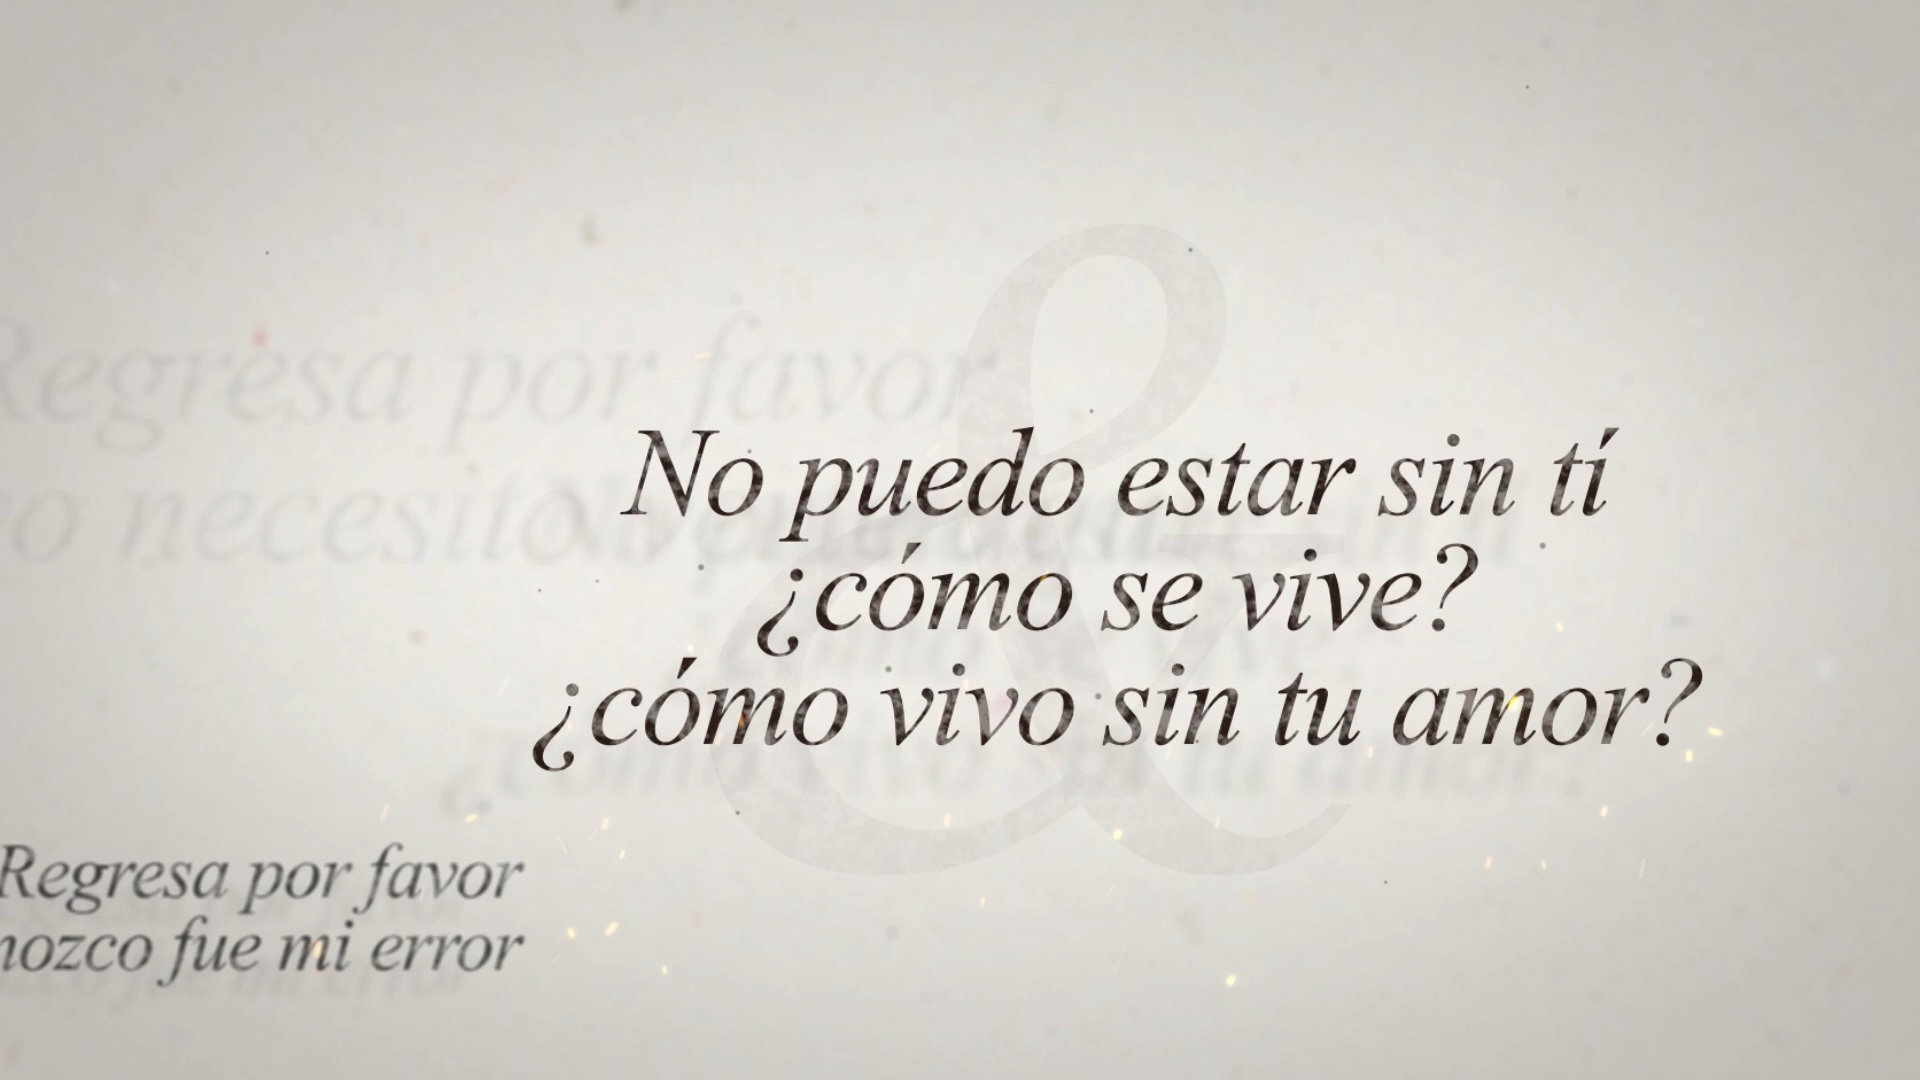 Regresa por favor
necesito
No puedo estar sin tí
¿cómo se vive?
¿cómo vivo sin tu amor?
Regresa por favor
nozco fue mi error
&